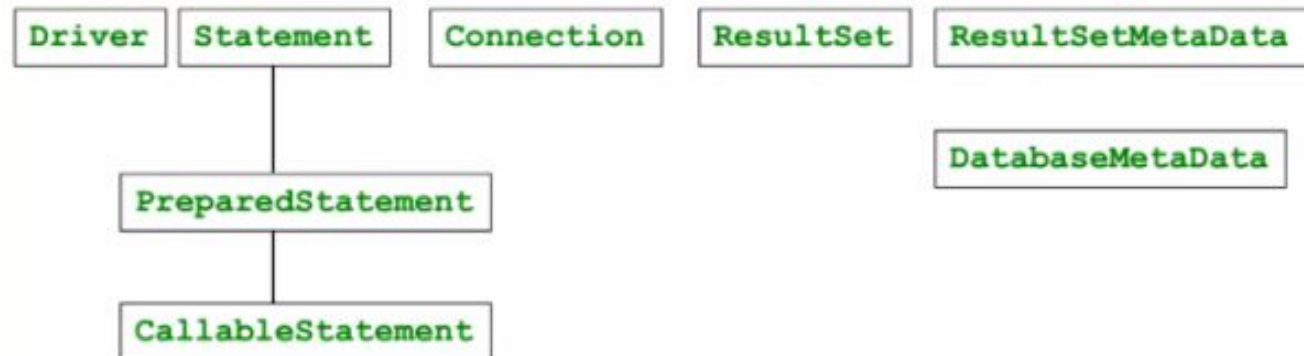 Driver Statement Connection ResultSet ResultSetMetaData
DatabaseMetaData
PreparedStatement
CallableStatement